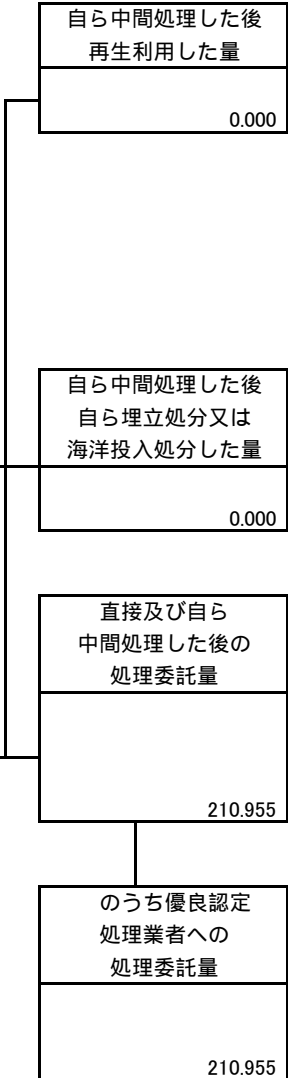 自ら中間処理した後
再生利用した量
0.000
自ら中間処理した後
自ら埋立処分又は
海洋投入処分した量
0.000
直接及び自ら
中間処理した後の
処理委託量
210.955
のうち優良認定
処理業者への
処理委託量
210.955